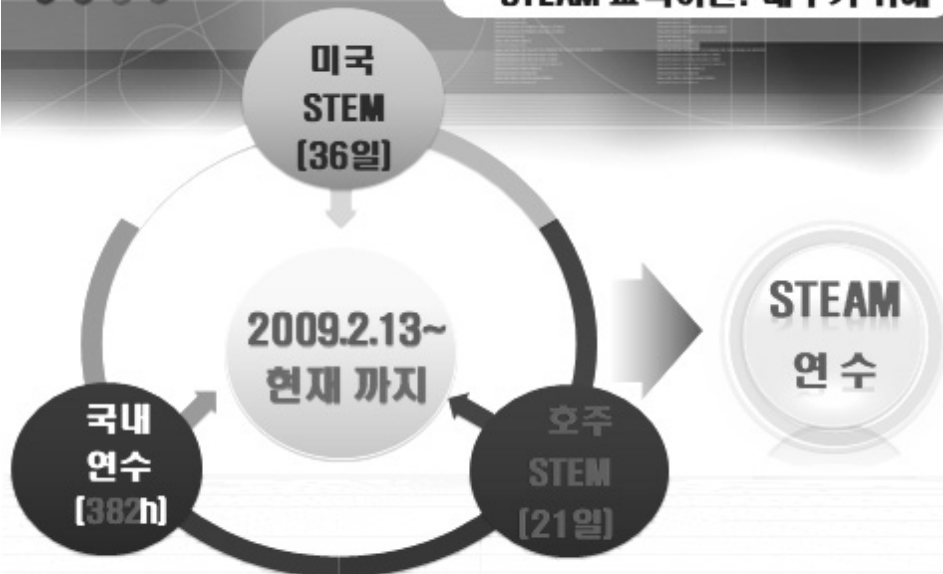 STEAM
미국
STEM
(36일)
2009.2.13~
현재 까지
국내
연수
(382h)
호주
STEM
(21일)
STEAM
연 수